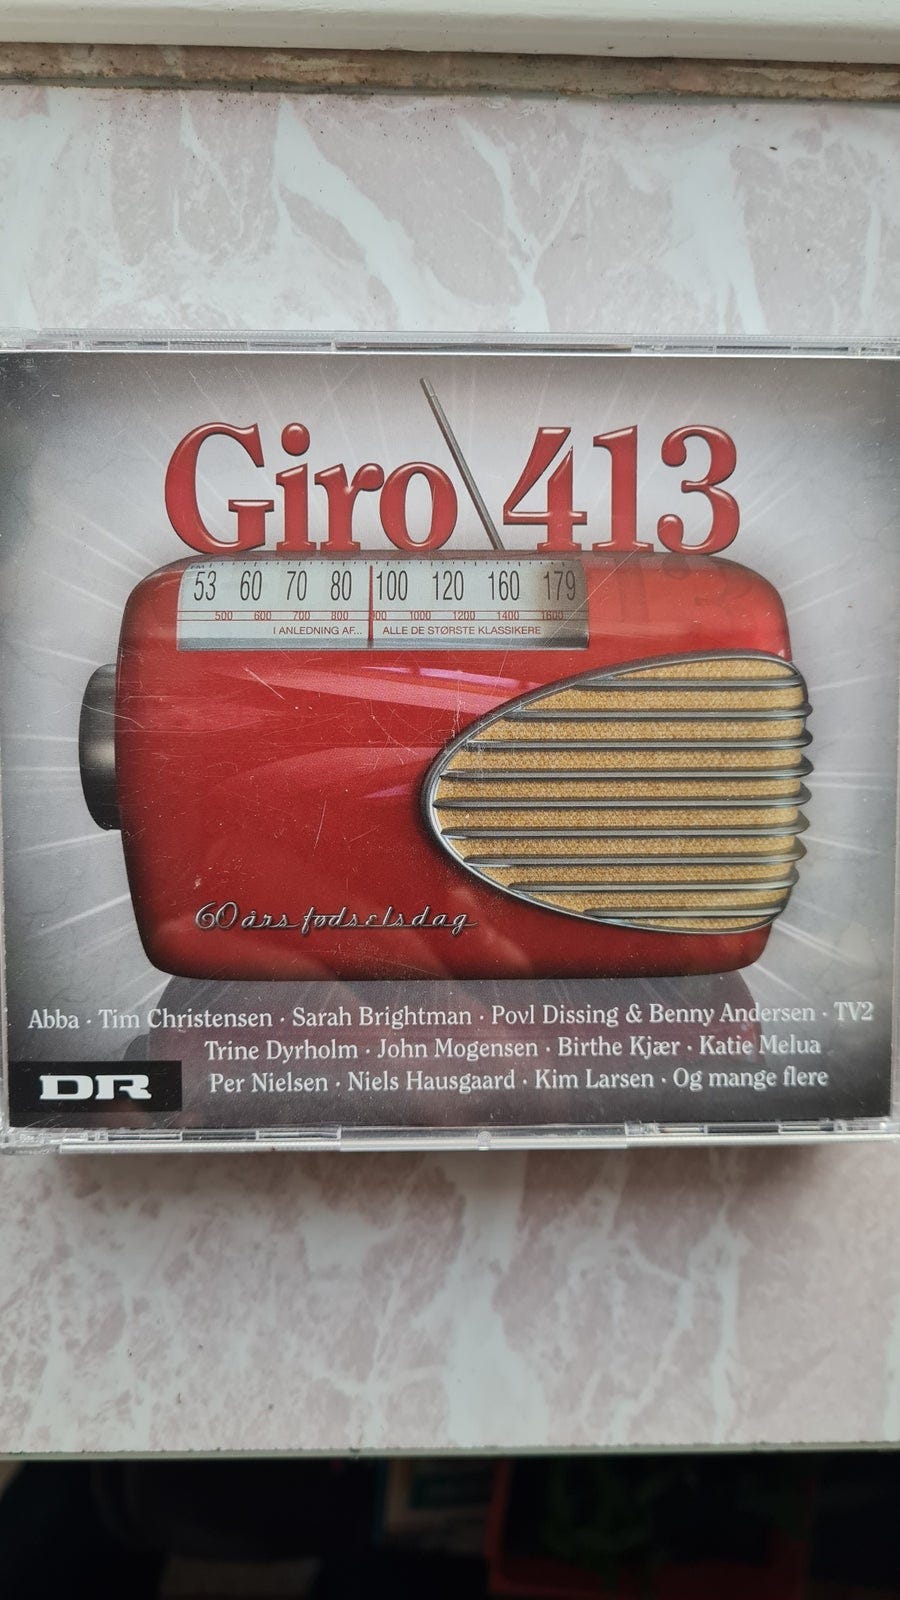 Giro 413
53 60 70 80 100 120 160 179
500 600 700 800 1000 1200 1400 1600
I ANLEDNING AF... ALLE DE STØRSTE KLASSIKERE
60 års fødselsdag
Abba · Tim Christensen · Sarah Brightman · Povl Dissing & Benny Andersen · TV2
Trine Dyrholm · John Mogensen · Birthe Kjær · Katie Melua
Per Nielsen · Niels Hausgaard · Kim Larsen · Og mange flere
DR